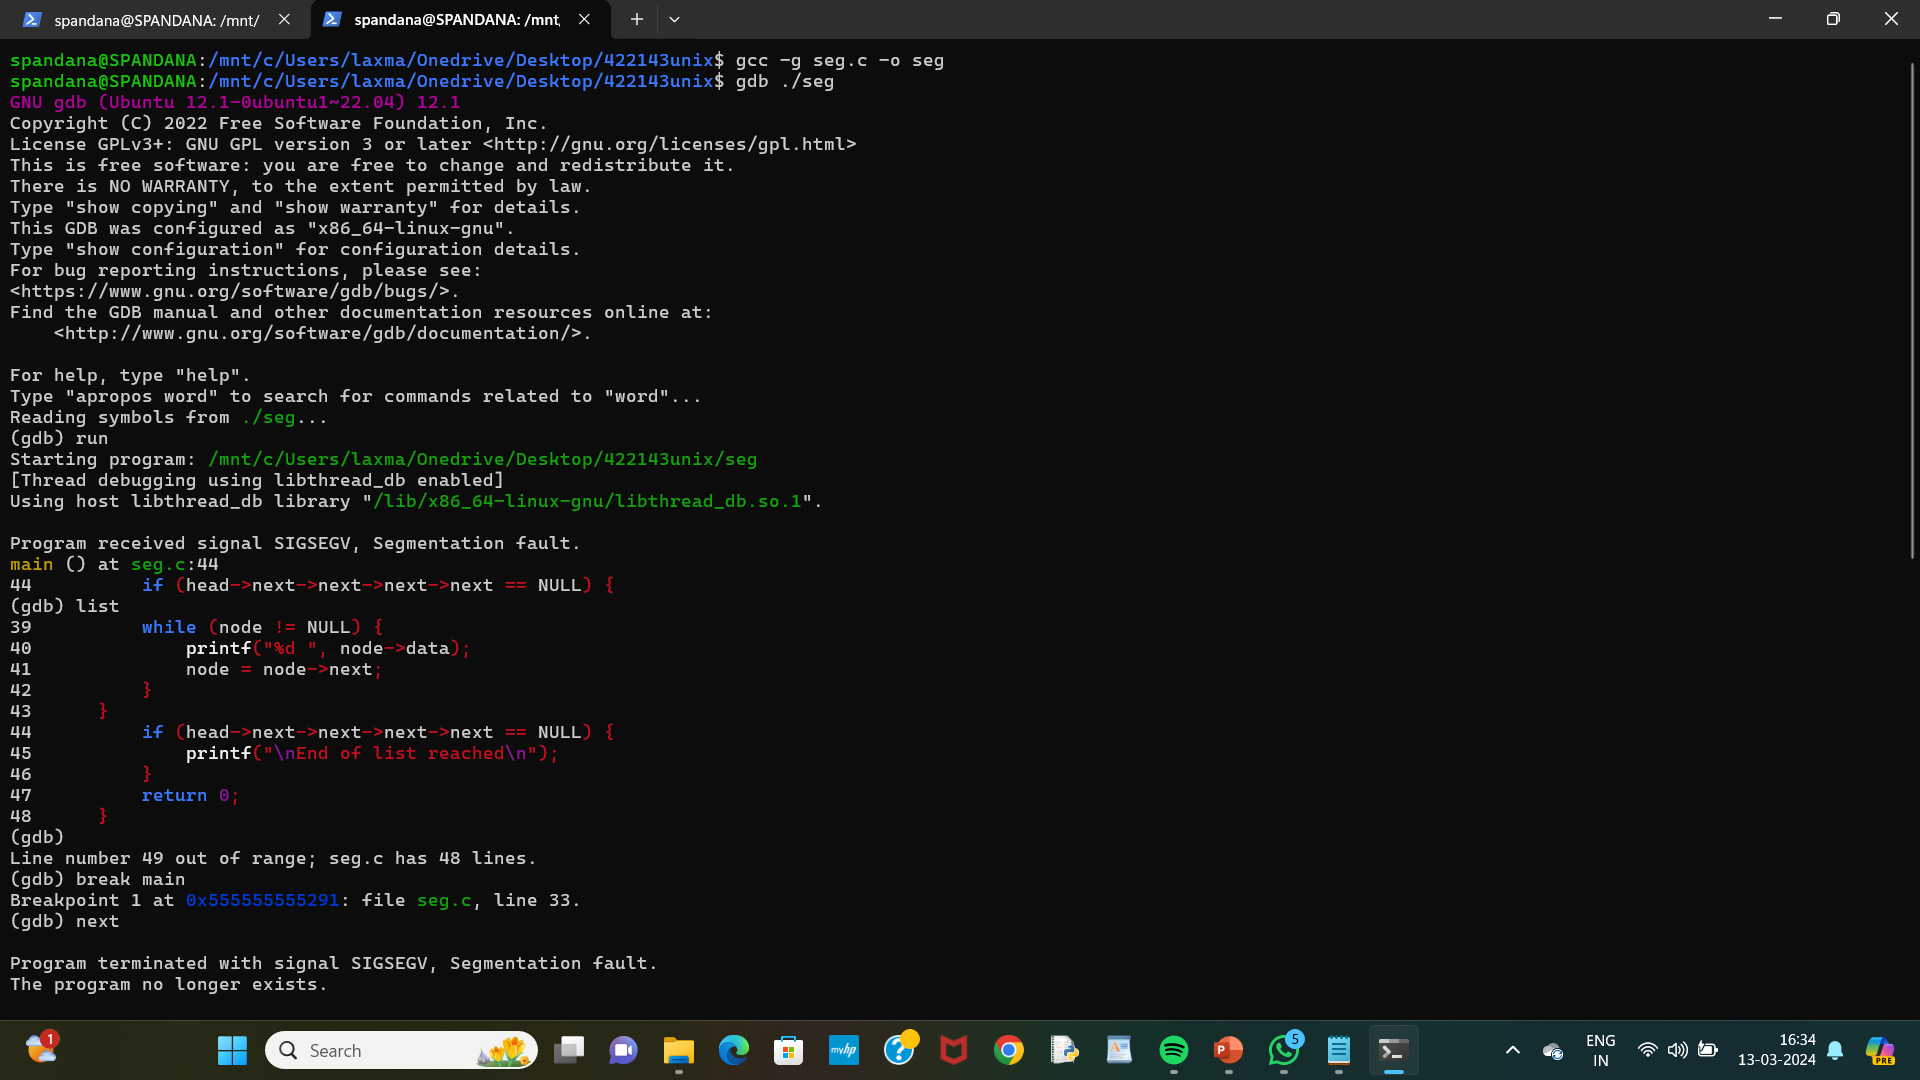 spandana@SPANDANA: /mnt/
spandana@SPANDANA: /mnt
spandana@SPANDANA:/mnt/c/Users/laxma/Onedrive/Desktop/422143unix$ gcc -g seg.c -o seg
spandana@SPANDANA:/mnt/c/Users/laxma/Onedrive/Desktop/422143unix$ gdb ./seg
GNU gdb (Ubuntu 12.1-0ubuntu1~22.04) 12.1
Copyright (C) 2022 Free Software Foundation, Inc.
License GPLv3+: GNU GPL version 3 or later <http://gnu.org/licenses/gpl.html>
This is free software: you are free to change and redistribute it.
There is NO WARRANTY, to the extent permitted by law.
Type "show copying" and "show warranty" for details.
This GDB was configured as "x86_64-linux-gnu".
Type "show configuration" for configuration details.
For bug reporting instructions, please see:
<https://www.gnu.org/software/gdb/bugs/>.
Find the GDB manual and other documentation resources online at:
    <http://www.gnu.org/software/gdb/documentation/>.

For help, type "help".
Type "apropos word" to search for commands related to "word"...
Reading symbols from ./seg...
(gdb) run
Starting program: /mnt/c/Users/laxma/Onedrive/Desktop/422143unix/seg
[Thread debugging using libthread_db enabled]
Using host libthread_db library "/lib/x86_64-linux-gnu/libthread_db.so.1".

Program received signal SIGSEGV, Segmentation fault.
main () at seg.c:44
44          if (head->next->next->next->next == NULL) {
(gdb) list
39          while (node != NULL) {
40              printf("%d ", node->data);
41              node = node->next;
42          }
43      }
44          if (head->next->next->next->next == NULL) {
45              printf("\nEnd of list reached\n");
46          }
47          return 0;
48      }
(gdb)
Line number 49 out of range; seg.c has 48 lines.
(gdb) break main
Breakpoint 1 at 0x555555555291: file seg.c, line 33.
(gdb) next

Program terminated with signal SIGSEGV, Segmentation fault.
The program no longer exists.
1
Search
myhp
5
ENG
IN
16:34
13-03-2024
PRE